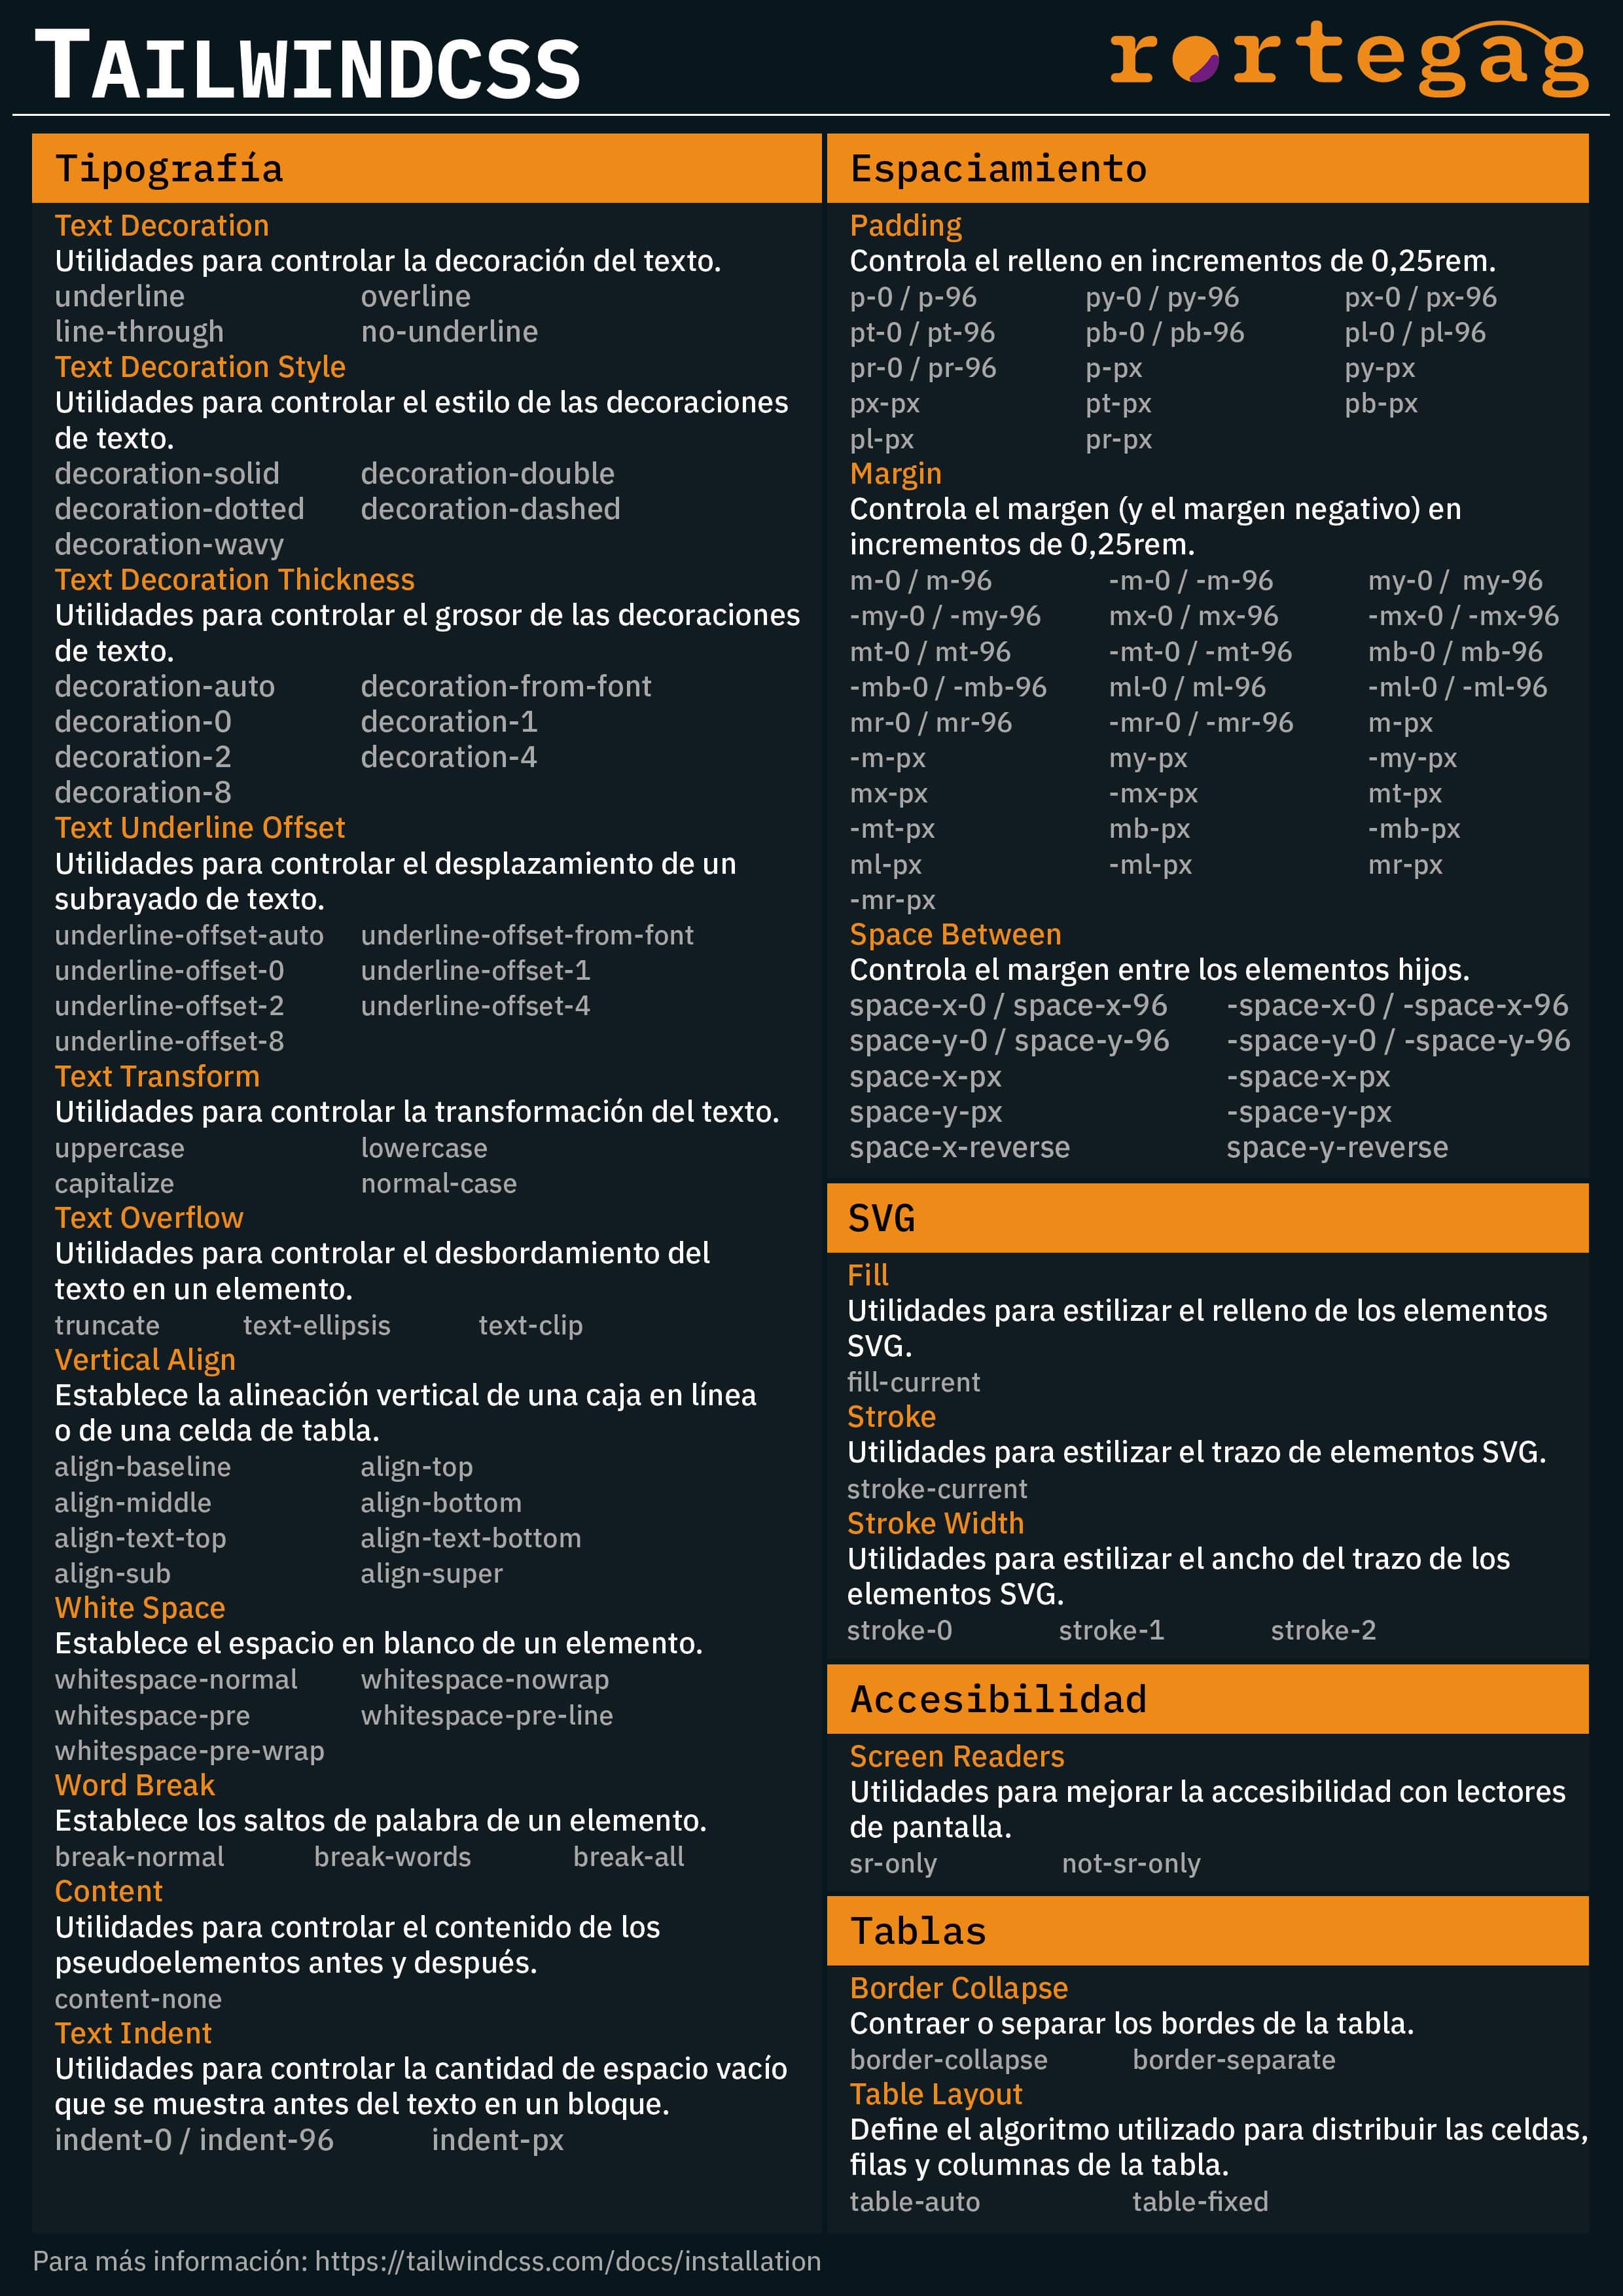 TAILWINDCSS
rortegag
Tipografía
Text Decoration
Utilidades para controlar la decoración del texto.
underline overline
line-through no-underline
Text Decoration Style
Utilidades para controlar el estilo de las decoraciones
de texto.
decoration-solid decoration-double
decoration-dotted decoration-dashed
decoration-wavy
Text Decoration Thickness
Utilidades para controlar el grosor de las decoraciones
de texto.
decoration-auto decoration-from-font
decoration-0 decoration-1
decoration-2 decoration-4
decoration-8
Text Underline Offset
Utilidades para controlar el desplazamiento de un
subrayado de texto.
underline-offset-auto underline-offset-from-font
underline-offset-0 underline-offset-1
underline-offset-2 underline-offset-4
underline-offset-8
Text Transform
Utilidades para controlar la transformación del texto.
uppercase lowercase
capitalize normal-case
Text Overflow
Utilidades para controlar el desbordamiento del
texto en un elemento.
truncate text-ellipsis text-clip
Vertical Align
Establece la alineación vertical de una caja en línea
o de una celda de tabla.
align-baseline align-top
align-middle align-bottom
align-text-top align-text-bottom
align-sub align-super
White Space
Establece el espacio en blanco de un elemento.
whitespace-normal whitespace-nowrap
whitespace-pre whitespace-pre-line
whitespace-pre-wrap
Word Break
Establece los saltos de palabra de un elemento.
break-normal break-words break-all
Content
Utilidades para controlar el contenido de los
pseudoelementos antes y después.
content-none
Text Indent
Utilidades para controlar la cantidad de espacio vacío
que se muestra antes del texto en un bloque.
indent-0 / indent-96 indent-px
Espaciamiento
Padding
Controla el relleno en incrementos de 0,25rem.
p-0 / p-96 py-0 / py-96 px-0 / px-96
pt-0 / pt-96 pb-0 / pb-96 pl-0 / pl-96
pr-0 / pr-96 p-px py-px
px-px pt-px pb-px
pl-px pr-px
Margin
Controla el margen (y el margen negativo) en
incrementos de 0,25rem.
m-0 / m-96 -m-0 / -m-96 my-0 / my-96
-my-0 / -my-96 mx-0 / mx-96 -mx-0 / -mx-96
mt-0 / mt-96 -mt-0 / -mt-96 mb-0 / mb-96
-mb-0 / -mb-96 ml-0 / ml-96 -ml-0 / -ml-96
mr-0 / mr-96 -mr-0 / -mr-96 m-px
-m-px my-px -my-px
mx-px -mx-px mt-px
-mt-px mb-px -mb-px
ml-px -ml-px mr-px
-mr-px
Space Between
Controla el margen entre los elementos hijos.
space-x-0 / space-x-96 -space-x-0 / -space-x-96
space-y-0 / space-y-96 -space-y-0 / -space-y-96
space-x-px -space-x-px
space-y-px -space-y-px
space-x-reverse space-y-reverse
SVG
Fill
Utilidades para estilizar el relleno de los elementos
SVG.
fill-current
Stroke
Utilidades para estilizar el trazo de elementos SVG.
stroke-current
Stroke Width
Utilidades para estilizar el ancho del trazo de los
elementos SVG.
stroke-0 stroke-1 stroke-2
Accesibilidad
Screen Readers
Utilidades para mejorar la accesibilidad con lectores
de pantalla.
sr-only not-sr-only
Tablas
Border Collapse
Contraer o separar los bordes de la tabla.
border-collapse border-separate
Table Layout
Define el algoritmo utilizado para distribuir las celdas,
filas y columnas de la tabla.
table-auto table-fixed
Para más información: https://tailwindcss.com/docs/installation